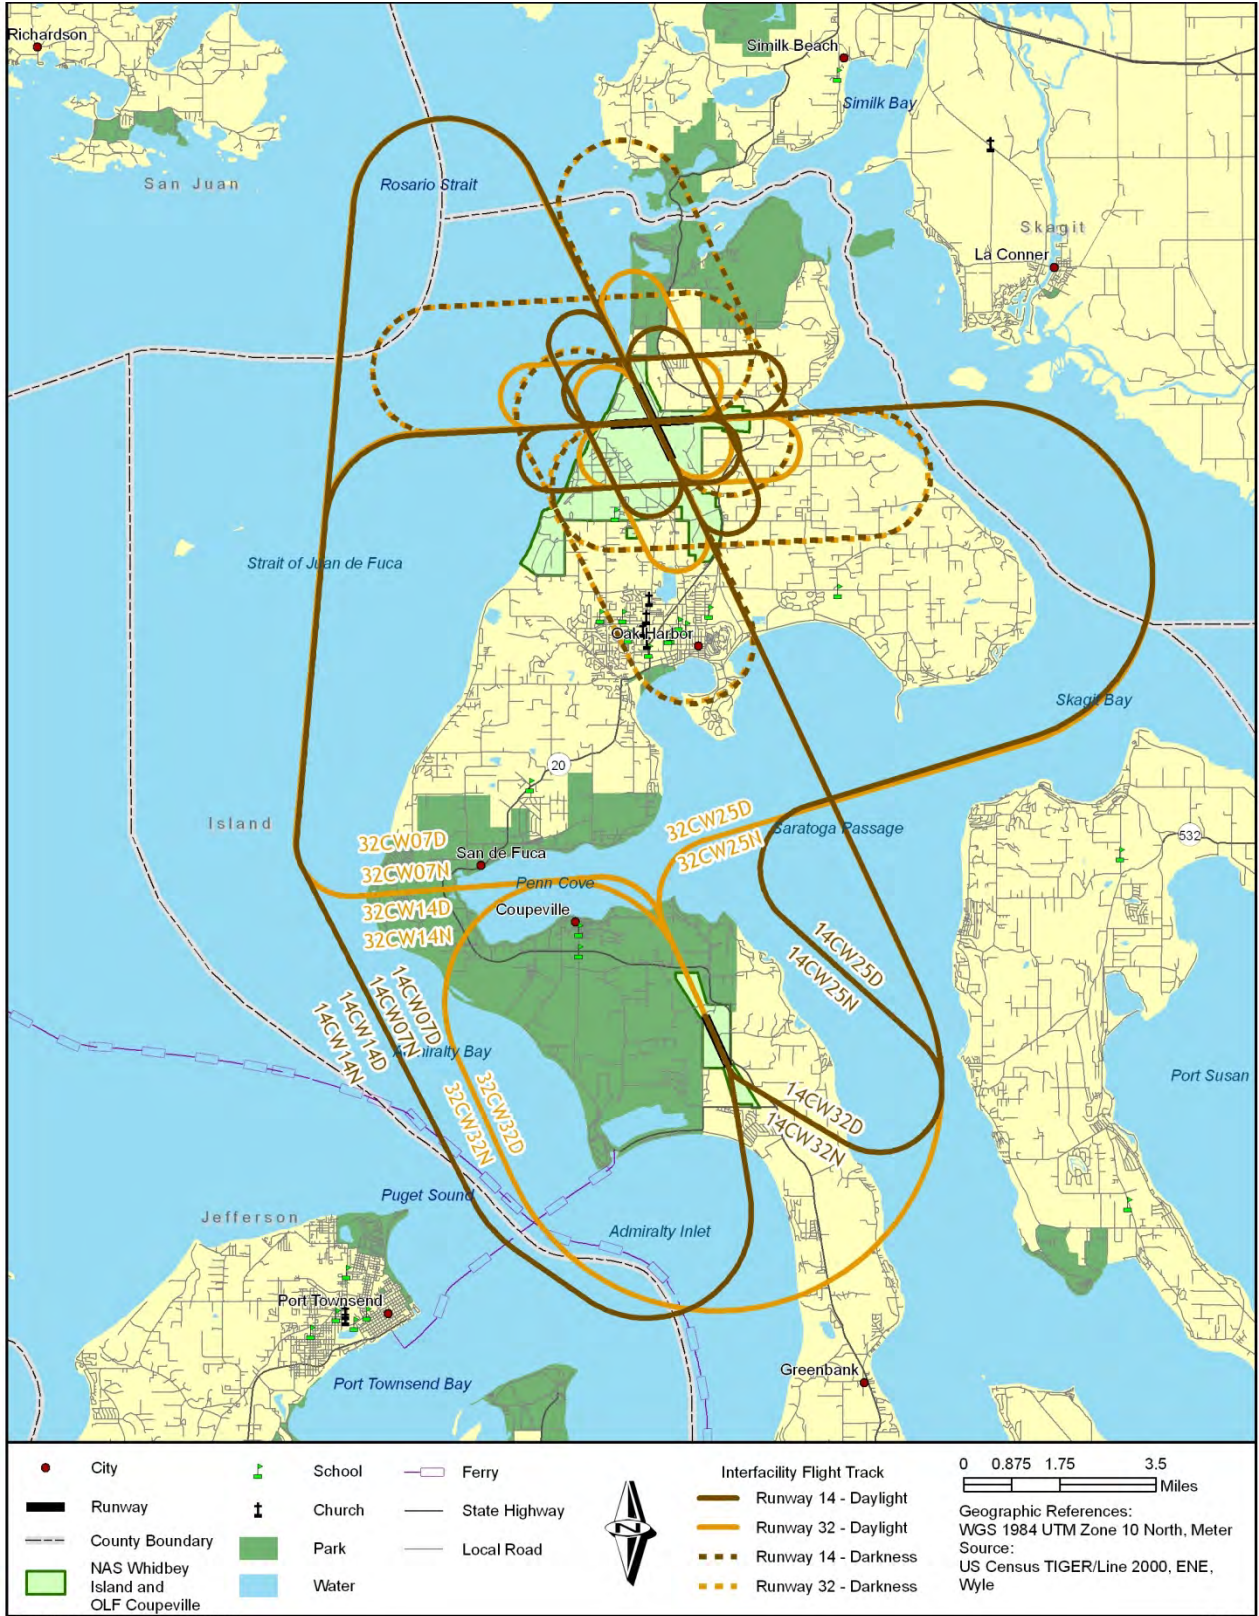 Richardson
Similk Beach
Similk Bay
San Juan
Rosario Strait
Skagit
La Conner
Strait of Juan de Fuca
Oak Harbor
Skagit Bay
20
Island
32CW25D
32CW25N
Saratoga Passage
532
32CW07D
32CW07N
San de Fuca
Penn Cove
32CW14D
32CW14N
Coupeville
14CW25D
14CW25N
14CW07D
14CW07N
14CW14D
14CW14N
Admiralty Bay
Port Susan
32CW32D
32CW32N
14CW32D
14CW32N
Puget Sound
Jefferson
Admiralty Inlet
Port Townsend
Port Townsend Bay
Greenbank
City
Runway
County Boundary
NAS Whidbey
Island and
OLF Coupeville
School
Church
Park
Water
Ferry
State Highway
Local Road
N
Interfacility Flight Track
Runway 14 - Daylight
Runway 32 - Daylight
Runway 14 - Darkness
Runway 32 - Darkness
0 0.875 1.75 3.5
Miles
Geographic References:
WGS 1984 UTM Zone 10 North, Meter
Source:
US Census TIGER/Line 2000, ENE,
Wyle